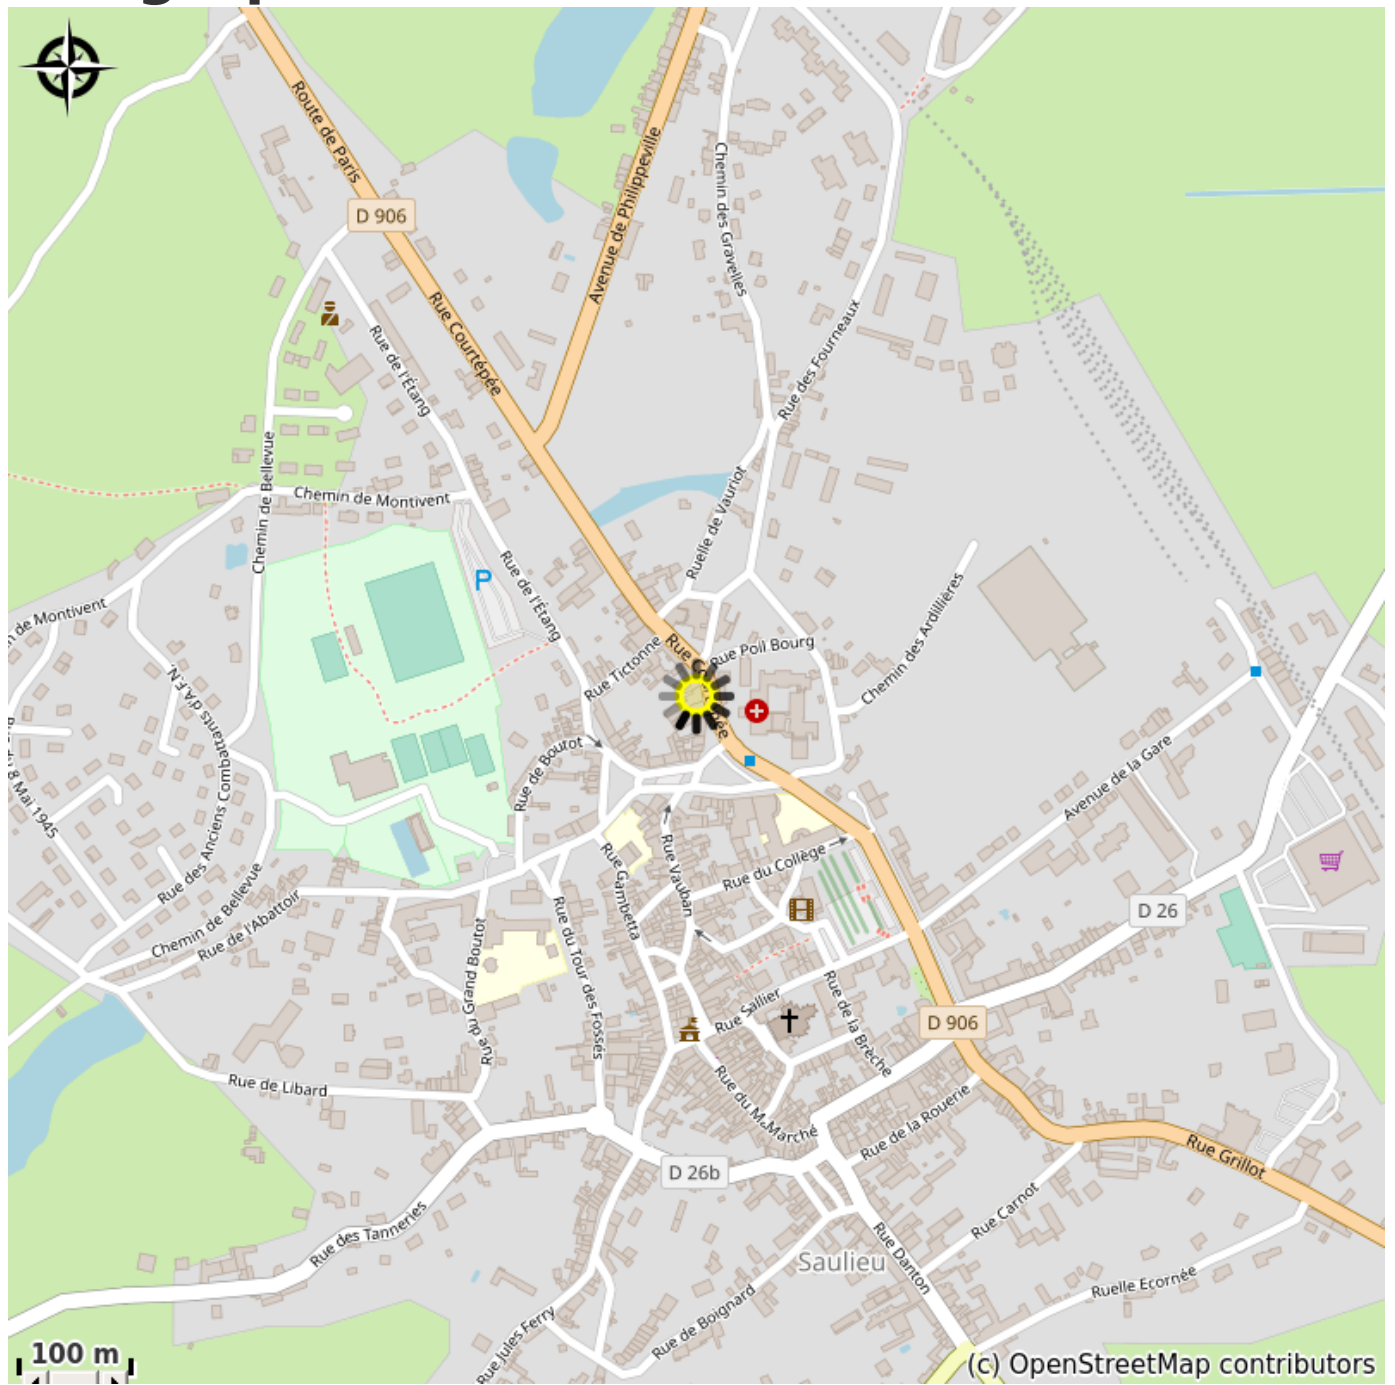 Route de Paris
D 906
Avenue de Philippeville
Chemin des Gravelles
Rue Courtépée
Rue de l'Étang
Rue des Fourneaux
Chemin de Bellevue
Chemin de Montivent
Ruelle de Vauriot
P
Rue de l'Étang
Chemin des Ardillières
n de Montivent
Rue Tictonne
Rue Poil Bourg
Rue
Rue des Anciens Combattants d'A.F.N.
8 Mai 1945
Rue de Boutot
Avenue de la Gare
Rue du Collège
Rue Vauban
Rue Gambetta
Chemin de Bellevue
Rue de l'Abattoir
D 26
Rue du Grand Boutot
Rue du Tour des Fossés
Rue Sallier
Rue de la Brèche
D 906
Rue de Libard
Rue du M.
Marché
Rue de la Rouerie
D 26b
Rue Grillot
Rue des Tanneries
Rue Carnot
Saulieu
Rue Danton
Ruelle Ecornée
Rue de Boignard
Rue Jules Ferry
100 m
(c) OpenStreetMap contributors